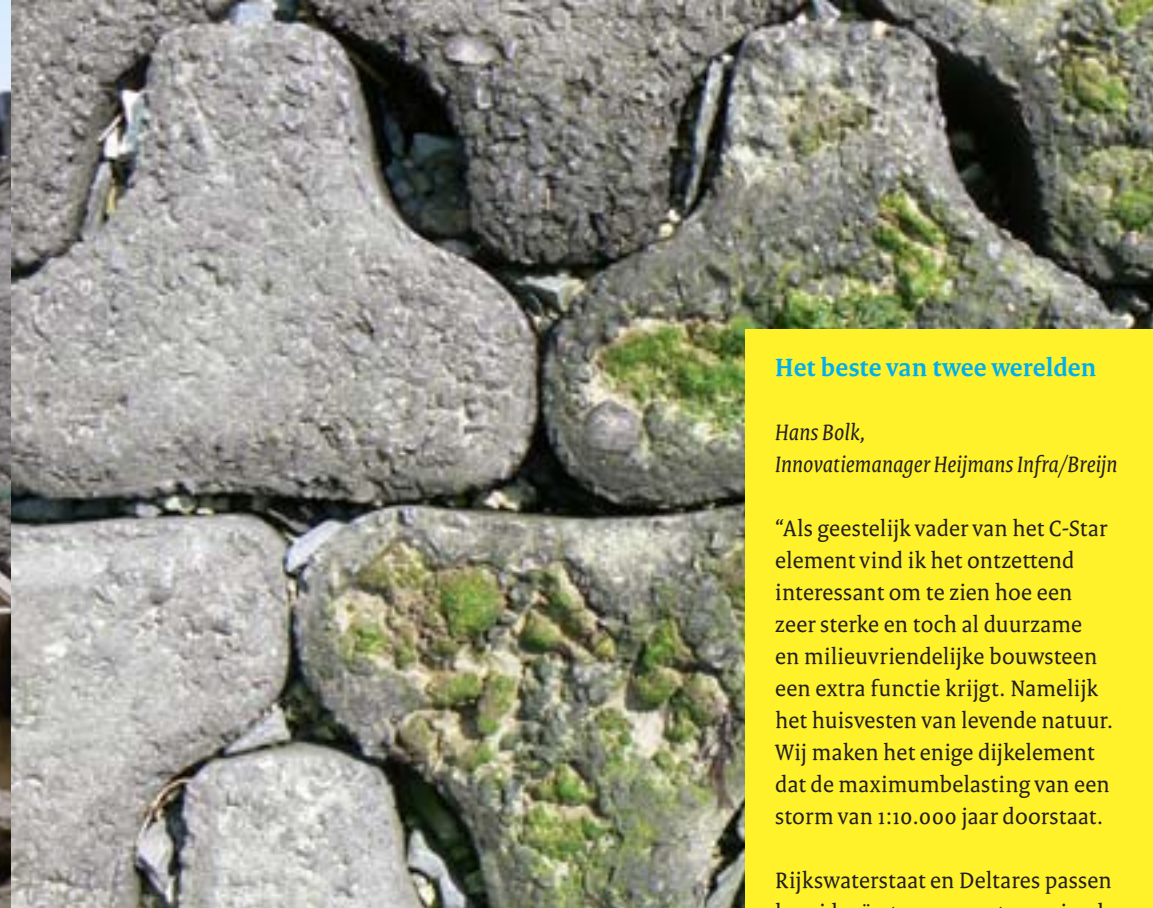 Het beste van twee werelden
Hans Bolk,
Innovatiemanager Heijmans Infra/Breijn
“Als geestelijk vader van het C-Star
element vind ik het ontzettend
interessant om te zien hoe een
zeer sterke en toch al duurzame
en milieuvriendelijke bouwsteen
een extra functie krijgt. Namelijk
het huisvesten van levende natuur.
Wij maken het enige dijkelement
dat de maximumbelasting van een
storm van 1:10.000 jaar doorstaat.
Rijkswaterstaat en Deltares passen